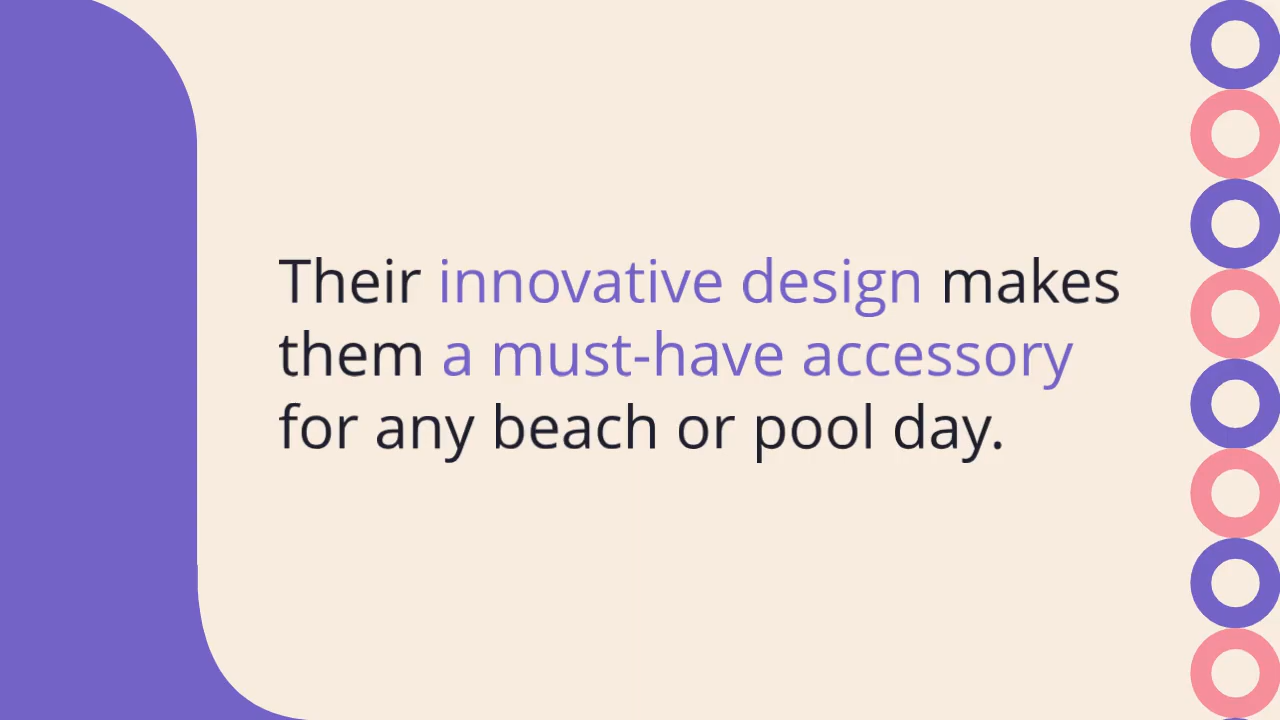 Their innovative design makes
them a must-have accessory
for any beach or pool day.